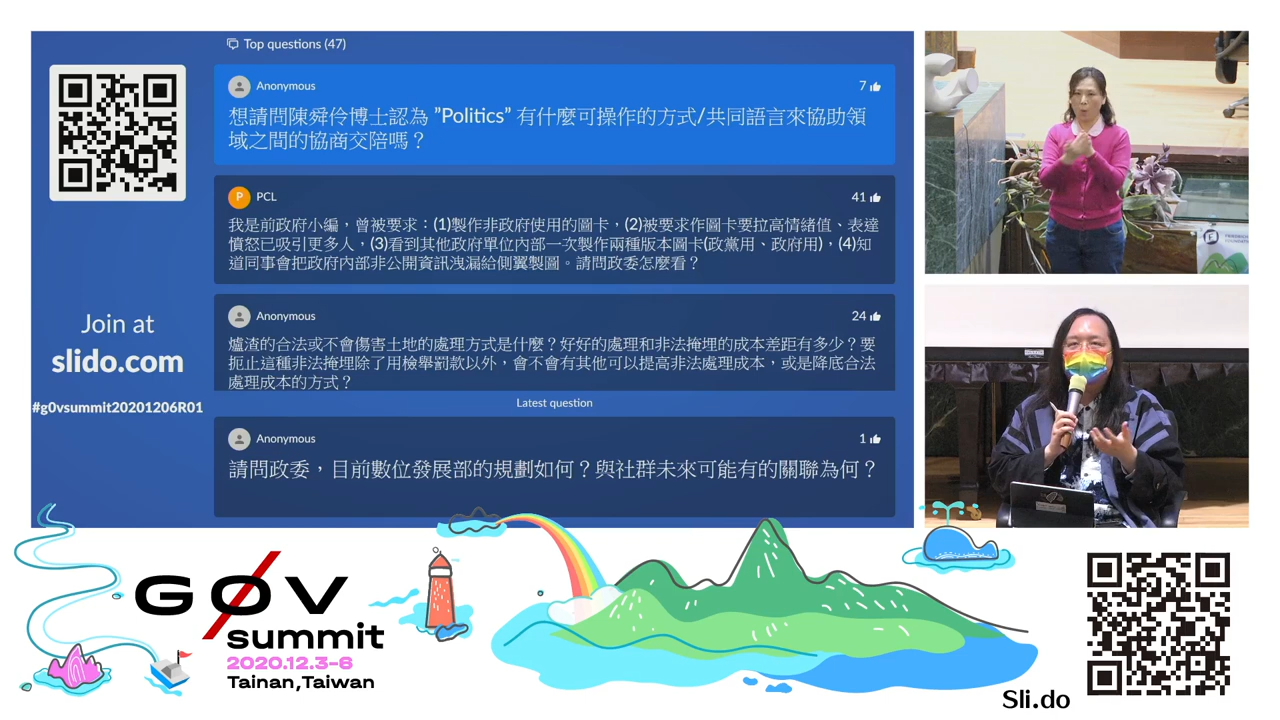 Top questions (47)
Anonymous
7
想請問陳舜伶博士認為 ”Politics” 有什麼可操作的方式/共同語言來協助領
域之間的協商交陪嗎？
P
PCL
41
我是前政府小編，曾被要求：(1)製作非政府使用的圖卡，(2)被要求作圖卡要拉高情緒值、表達
憤怒已吸引更多人，(3)看到其他政府單位內部一次製作兩種版本圖卡(政黨用、政府用)，(4)知
道同事會把政府內部非公開資訊洩漏給側翼製圖。請問政委怎麼看？
Anonymous
24
爐渣的合法或不會傷害土地的處理方式是什麼？好好的處理和非法掩埋的成本差距有多少？要
扼止這種非法掩埋除了用檢舉罰款以外，會不會有其他可以提高非法處理成本，或是降底合法
處理成本的方式？
Latest question
Anonymous
1
請問政委，目前數位發展部的規劃如何？與社群未來可能有的關聯為何？
Join at
slido.com
#g0vsummit20201206R01
GØV
summit
2020.12.3-6
Tainan,Taiwan
Sli.do